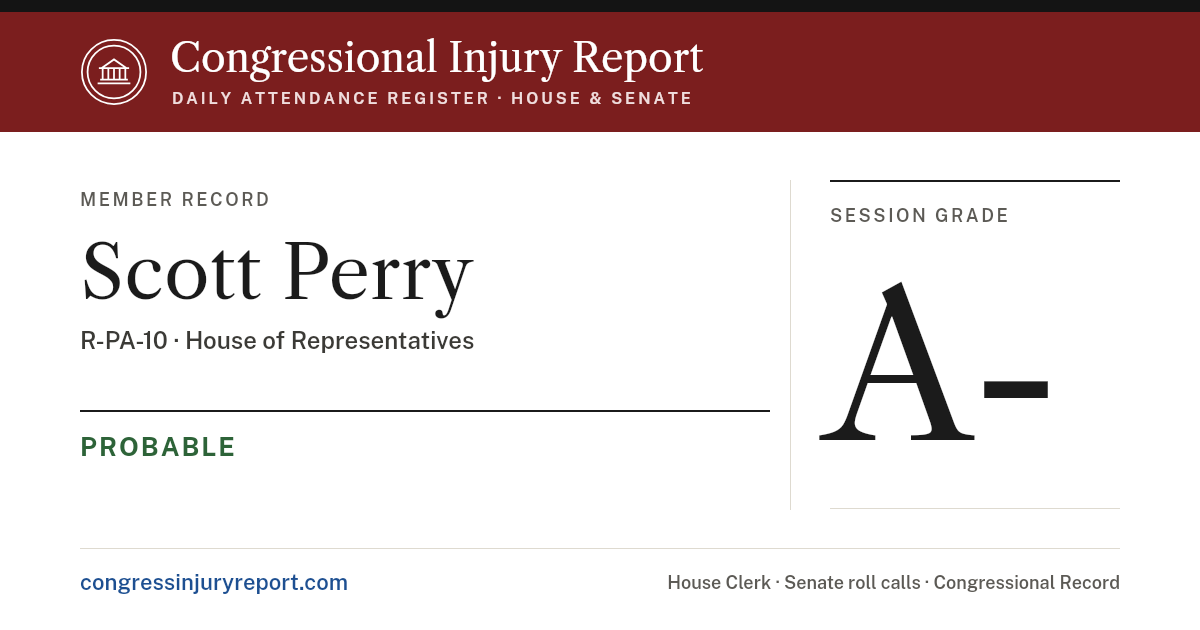 Congressional Injury Report
DAILY ATTENDANCE REGISTER · HOUSE & SENATE
MEMBER RECORD
Scott Perry
R-PA-10 · House of Representatives
PROBABLE
SESSION GRADE
A-
congressinjuryreport.com
House Clerk · Senate roll calls · Congressional Record